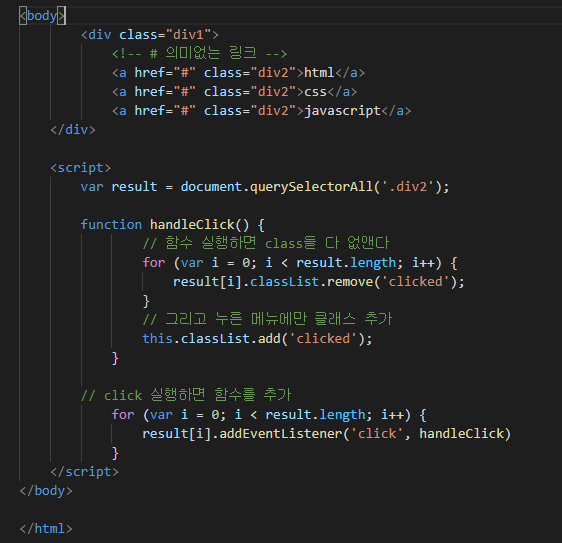 <body>
<div class="div1">
<!-- # 의미없는 링크 -->
<a href="#" class="div2">html</a>
<a href="#" class="div2">css</a>
<a href="#" class="div2">javascript</a>
</div>
<script>
var result = document.querySelectorAll('.div2');
function handleClick() {
// 함수 실행하면 class들 다 없앤다
for (var i = 0; i < result.length; i++) {
result[i].classList.remove('clicked');
}
// 그리고 누른 메뉴에만 클래스 추가
this.classList.add('clicked');
}
// click 실행하면 함수를 추가
for (var i = 0; i < result.length; i++) {
result[i].addEventListener('click', handleClick)
}
</script>
</body>
</html>